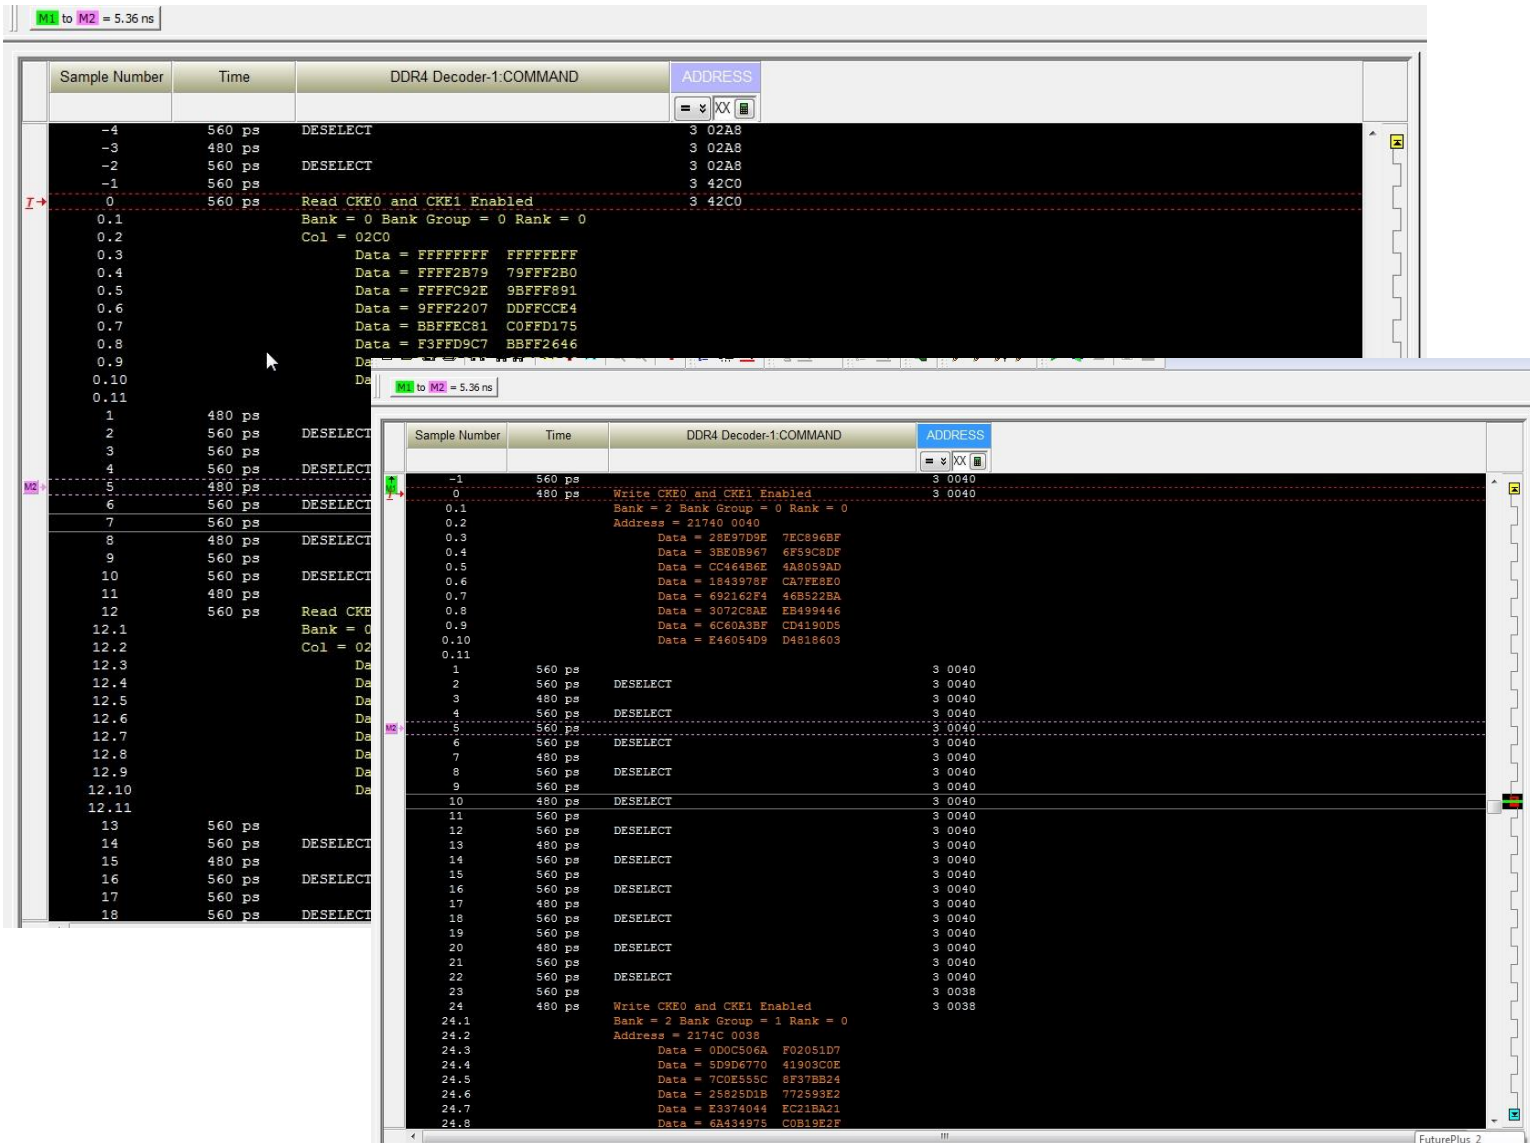 M1 to M2 = 5.36 ns
Sample Number Time DDR4 Decoder-1:COMMAND ADDRESS
= XX
-4 560 ps DESELECT 3 02A8
-3 480 ps 3 02A8
-2 560 ps DESELECT 3 02A8
-1 560 ps 3 42C0
0 560 ps Read CKE0 and CKE1 Enabled 3 42C0
0.1 Bank = 0 Bank Group = 0 Rank = 0
0.2 Col = 02C0
0.3 Data = FFFFFFFF FFFFFEFF
0.4 Data = FFFF2B79 79FFF2B0
0.5 Data = FFFFC92E 9BFFF891
0.6 Data = 9FFF2207 DDFFCCE4
0.7 Data = BBFFEC81 C0FFD175
0.8 Data = F3FFD9C7 BBFF2646
0.9 Da
0.10 Da
0.11
1 480 ps
2 560 ps DESELECT
3 560 ps
4 560 ps DESELECT
M2 5 480 ps
6 560 ps DESELECT
7 560 ps
8 480 ps DESELECT
9 560 ps
10 560 ps DESELECT
11 480 ps
12 560 ps Read CKE
12.1 Bank = 0
12.2 Col = 02
12.3 Da
12.4 Da
12.5 Da
12.6 Da
12.7 Da
12.8 Da
12.9 Da
12.10 Da
12.11
13 560 ps
14 560 ps DESELECT
15 480 ps
16 560 ps DESELECT
17 560 ps
18 560 ps DESELECT
M1 to M2 = 5.36 ns
Sample Number Time DDR4 Decoder-1:COMMAND ADDRESS
= XX
-1 560 ps 3 0040
0 480 ps Write CKE0 and CKE1 Enabled 3 0040
0.1 Bank = 2 Bank Group = 0 Rank = 0
0.2 Address = 21740 0040
0.3 Data = 28E97D9E 7EC896BF
0.4 Data = 3BE0B967 6F59C8DF
0.5 Data = CC464B6E 4A8059AD
0.6 Data = 1843978F CA7FE8E0
0.7 Data = 692162F4 46B522BA
0.8 Data = 3072C8AE EB499446
0.9 Data = 6C60A3BF CD4190D5
0.10 Data = E46054D9 D4818603
0.11
1 560 ps 3 0040
2 560 ps DESELECT 3 0040
3 480 ps 3 0040
4 560 ps DESELECT 3 0040
M2 5 560 ps 3 0040
6 560 ps DESELECT 3 0040
7 480 ps 3 0040
8 560 ps DESELECT 3 0040
9 560 ps 3 0040
10 480 ps DESELECT 3 0040
11 560 ps 3 0040
12 560 ps DESELECT 3 0040
13 480 ps 3 0040
14 560 ps DESELECT 3 0040
15 560 ps 3 0040
16 560 ps DESELECT 3 0040
17 480 ps 3 0040
18 560 ps DESELECT 3 0040
19 560 ps 3 0040
20 480 ps DESELECT 3 0040
21 560 ps 3 0040
22 560 ps DESELECT 3 0040
23 560 ps 3 0038
24 480 ps Write CKE0 and CKE1 Enabled 3 0038
24.1 Bank = 2 Bank Group = 1 Rank = 0
24.2 Address = 2174C 0038
24.3 Data = 0D0C506A F02051D7
24.4 Data = 5D9D6770 41903C0E
24.5 Data = 7C0E555C 8F37BB24
24.6 Data = 25825D1B 772593E2
24.7 Data = E3374044 EC21BA21
24.8 Data = 6A434975 C0B19E2F
FuturePlus_2